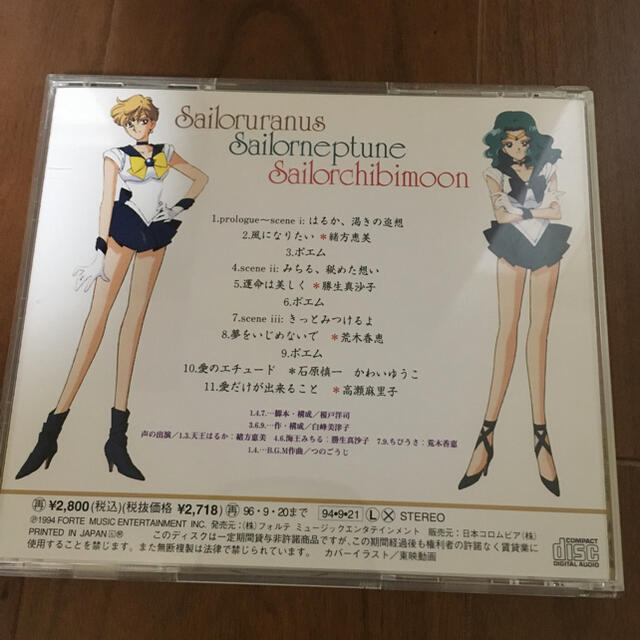 Sailoruranus
Sailorneptune
Sailorchibimoon
1.prologue〜scene i: はるか、渇きの追想
2.風になりたい *緒方恵美
3.ポエム
4.scene ii: みちる、秘めた想い
5.運命は美しく *勝生真沙子
6.ポエム
7.scene iii: きっとみつけるよ
8.夢をいじめないで *荒木香恵
9.ポエム
10.愛のエチュード *石原慎一 かわいゆうこ
11.愛だけが出来ること *高瀬麻里子
1.4.7.…脚本・構成/榎戸洋司
3.6.9.…作・構成/白峰美津子
声の出演/1.3.天王はるか：緒方恵美 4.6.海王みちる：勝生真沙子 7.9.ちびうさ：荒木香恵
1.4.…B.G.M作曲/つのごうじ
再 ¥2,800(税込)(税抜価格 ¥2,718) 再 96・9・20まで 94•9•21 L X STEREO
℗1994 FORTE MUSIC ENTERTAINMENT INC. 発売元：(株)フォルテ ミュージックエンタテインメント 販売元：日本コロムビア(株)
PRINTED IN JAPAN
このディスクは一定期間貸与非許諾商品ですが、この期間経過後も権利者の許諾なく賃貸業に
使用することを禁じます。また無断複製は法律で禁じられています。 カバーイラスト/東映動画
COMPACT
disc
DIGITAL AUDIO